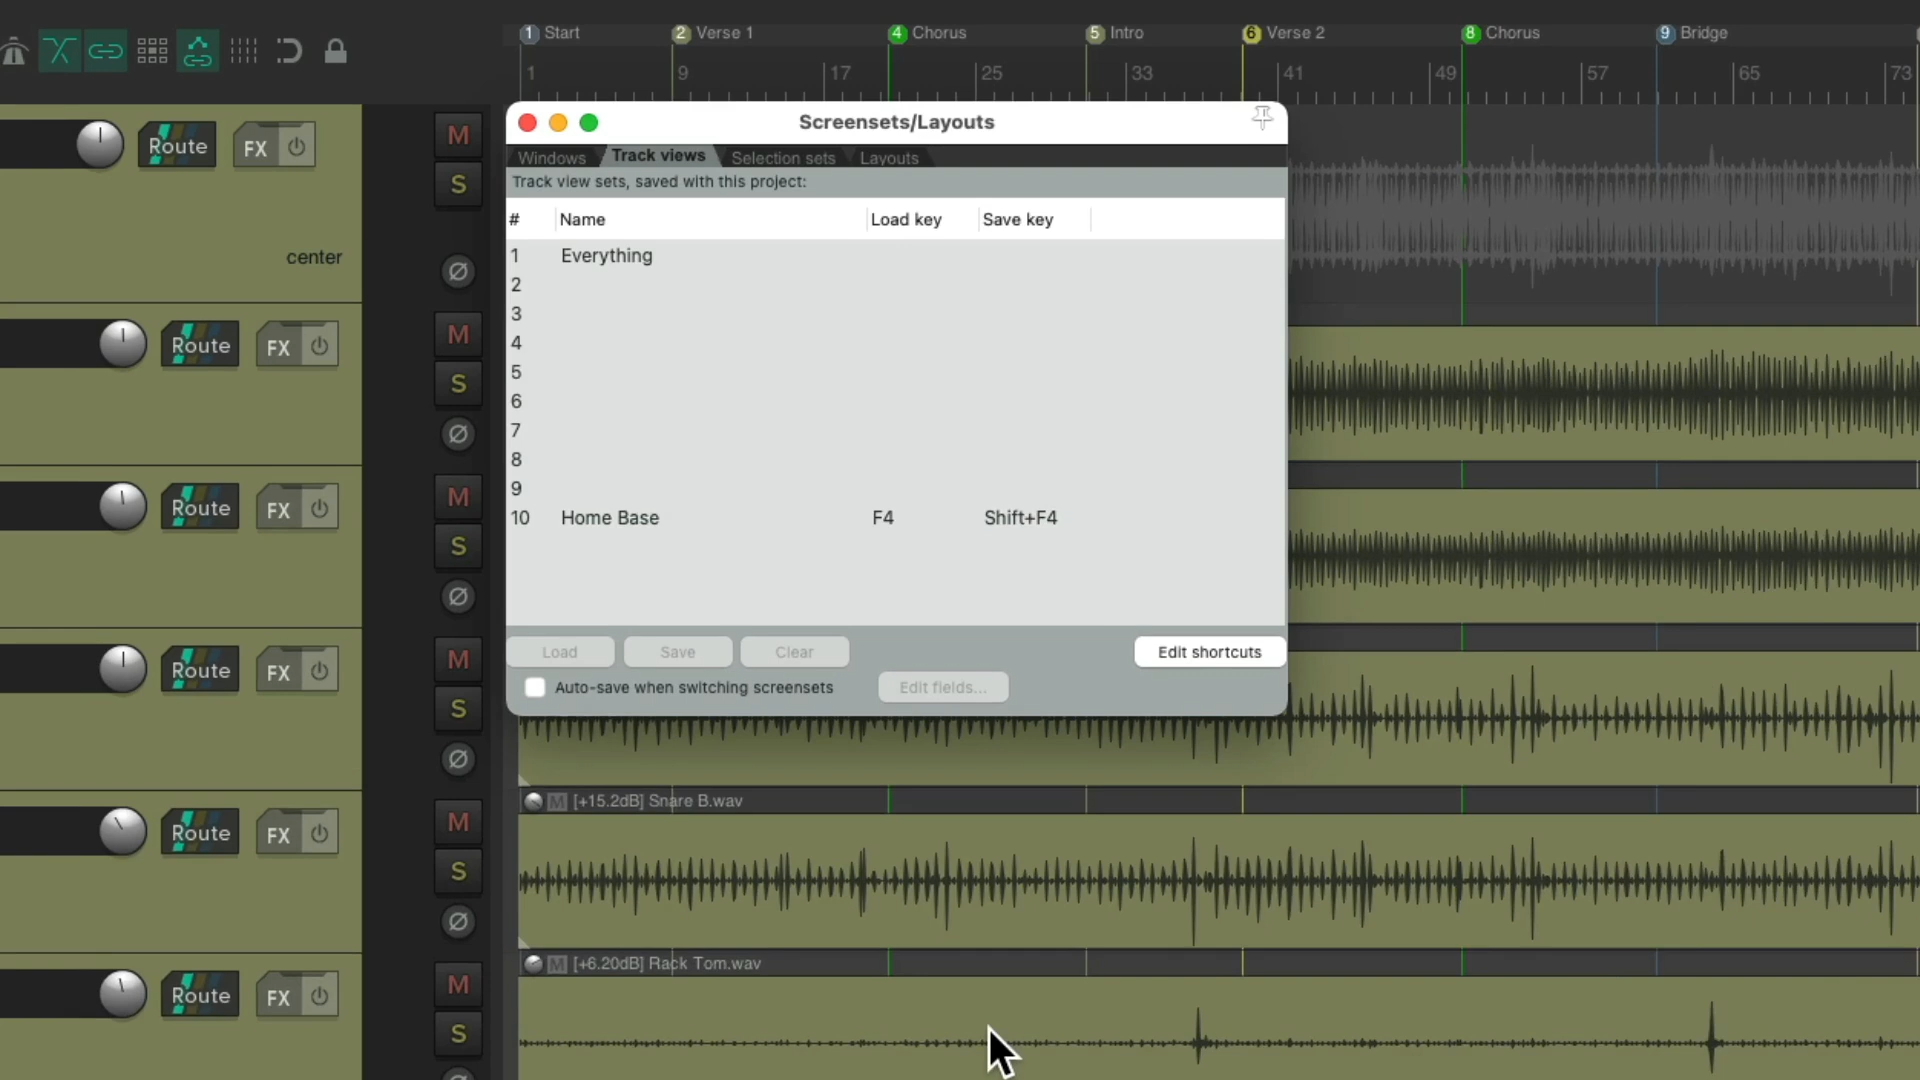 1 Start 2 Verse 1 4 Chorus 5 Intro 6 Verse 2 8 Chorus 9 Bridge
1 9 17 25 33 41 49 57 65 73
Screensets/Layouts
Windows Track views Selection sets Layouts
Track view sets, saved with this project:
# Name Load key Save key
1 Everything
2
3
4
5
6
7
8
9
10 Home Base F4 Shift+F4
Load Save Clear Edit shortcuts
Auto-save when switching screensets Edit fields...
Route FX M
S
center
Route FX M
S
Route FX M
S
Route FX M
S
M [+15.2dB] Snare B.wav
Route FX M
S
M [+6.20dB] Rack Tom.wav
Route FX M
S